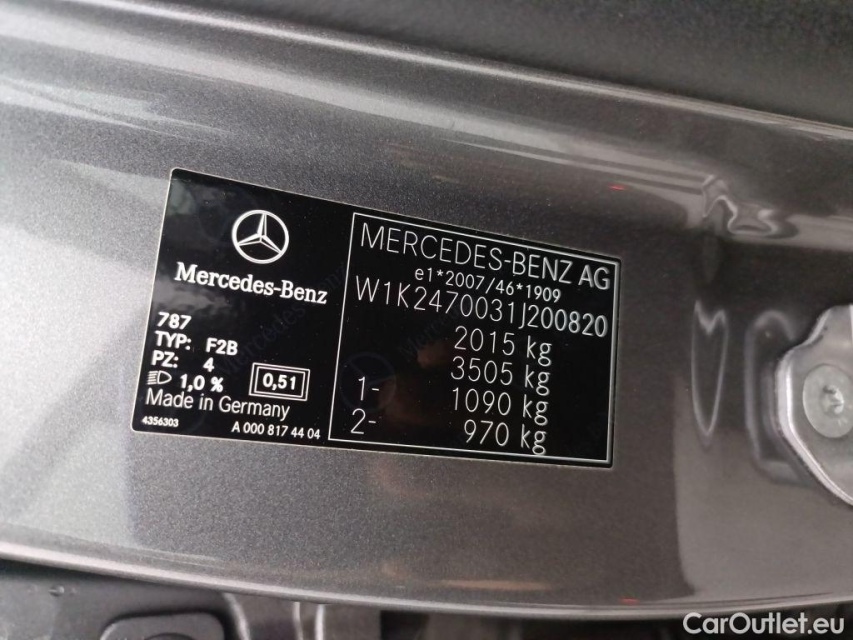 Mercedes-Benz
787
TYP: F2B
PZ: 4
1,0 %
0,51
Made in Germany
4356303
A 000 817 44 04
MERCEDES-BENZ AG
e1*2007/46*1909
W1K2470031J200820
2015 kg
3505 kg
1- 1090 kg
2- 970 kg
CarOutlet.eu